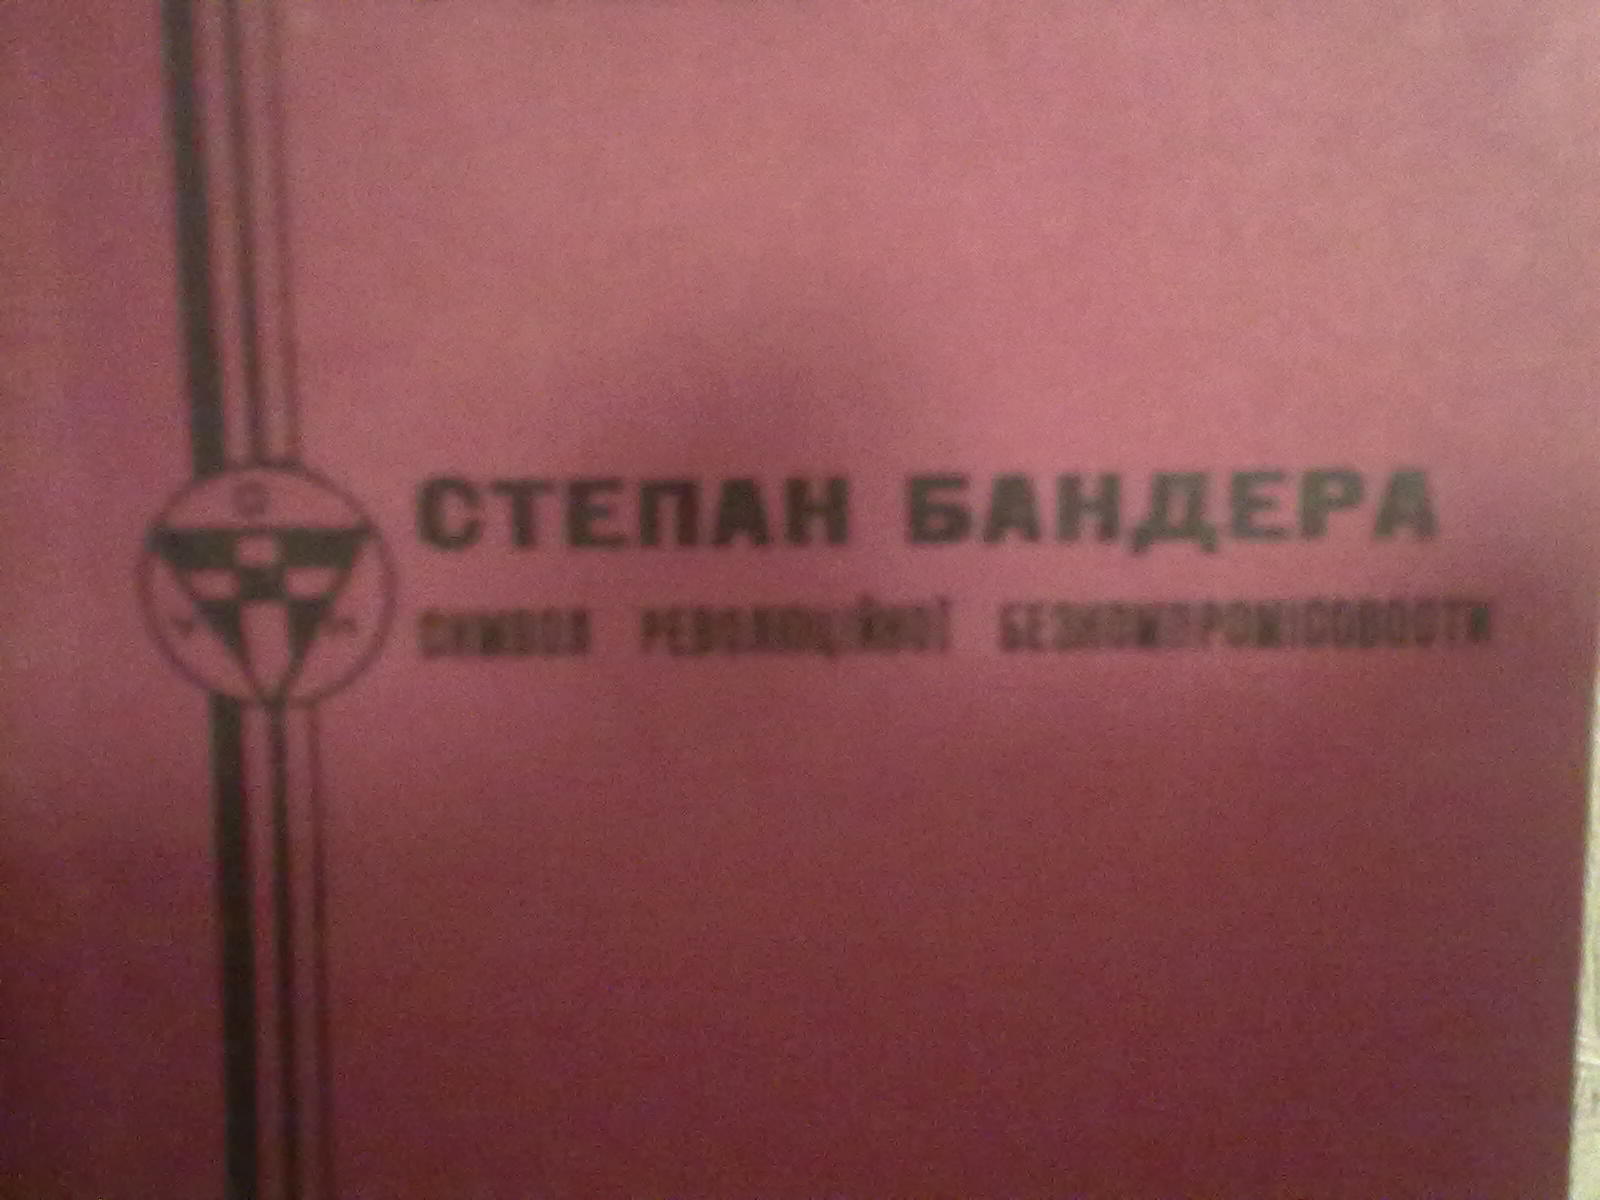 СТЕПАН БАНДЕРА
СИМВОЛ РЕВОЛЮЦІЙНОЇ БЕЗКОМПРОМІСОВОСТИ